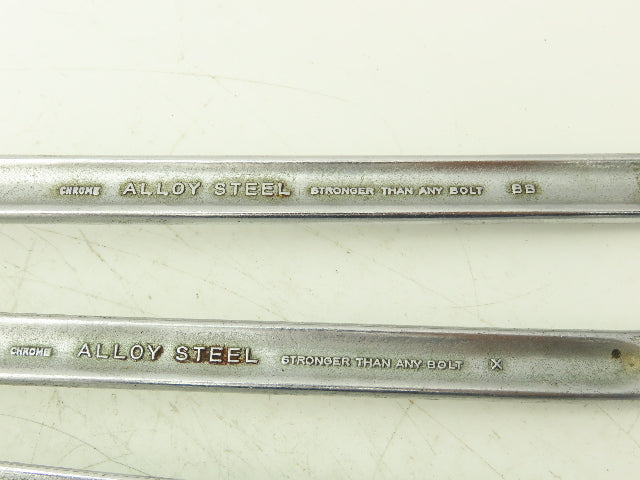 CHROME ALLOY STEEL STRONGER THAN ANY BOLT BB
CHROME ALLOY STEEL STRONGER THAN ANY BOLT X